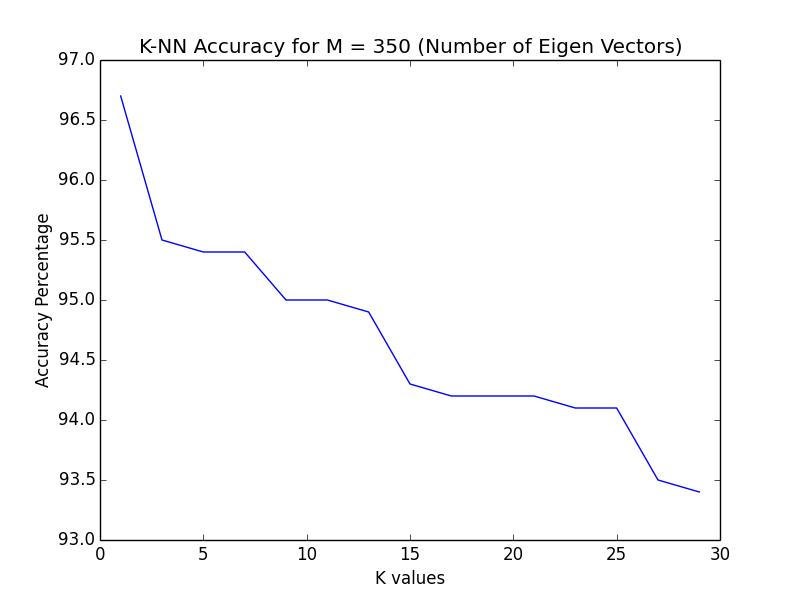 K-NN Accuracy for M = 350 (Number of Eigen Vectors)
97.0
96.5
96.0
95.5
95.0
94.5
94.0
93.5
93.0
Accuracy Percentage
0 5 10 15 20 25 30
K values